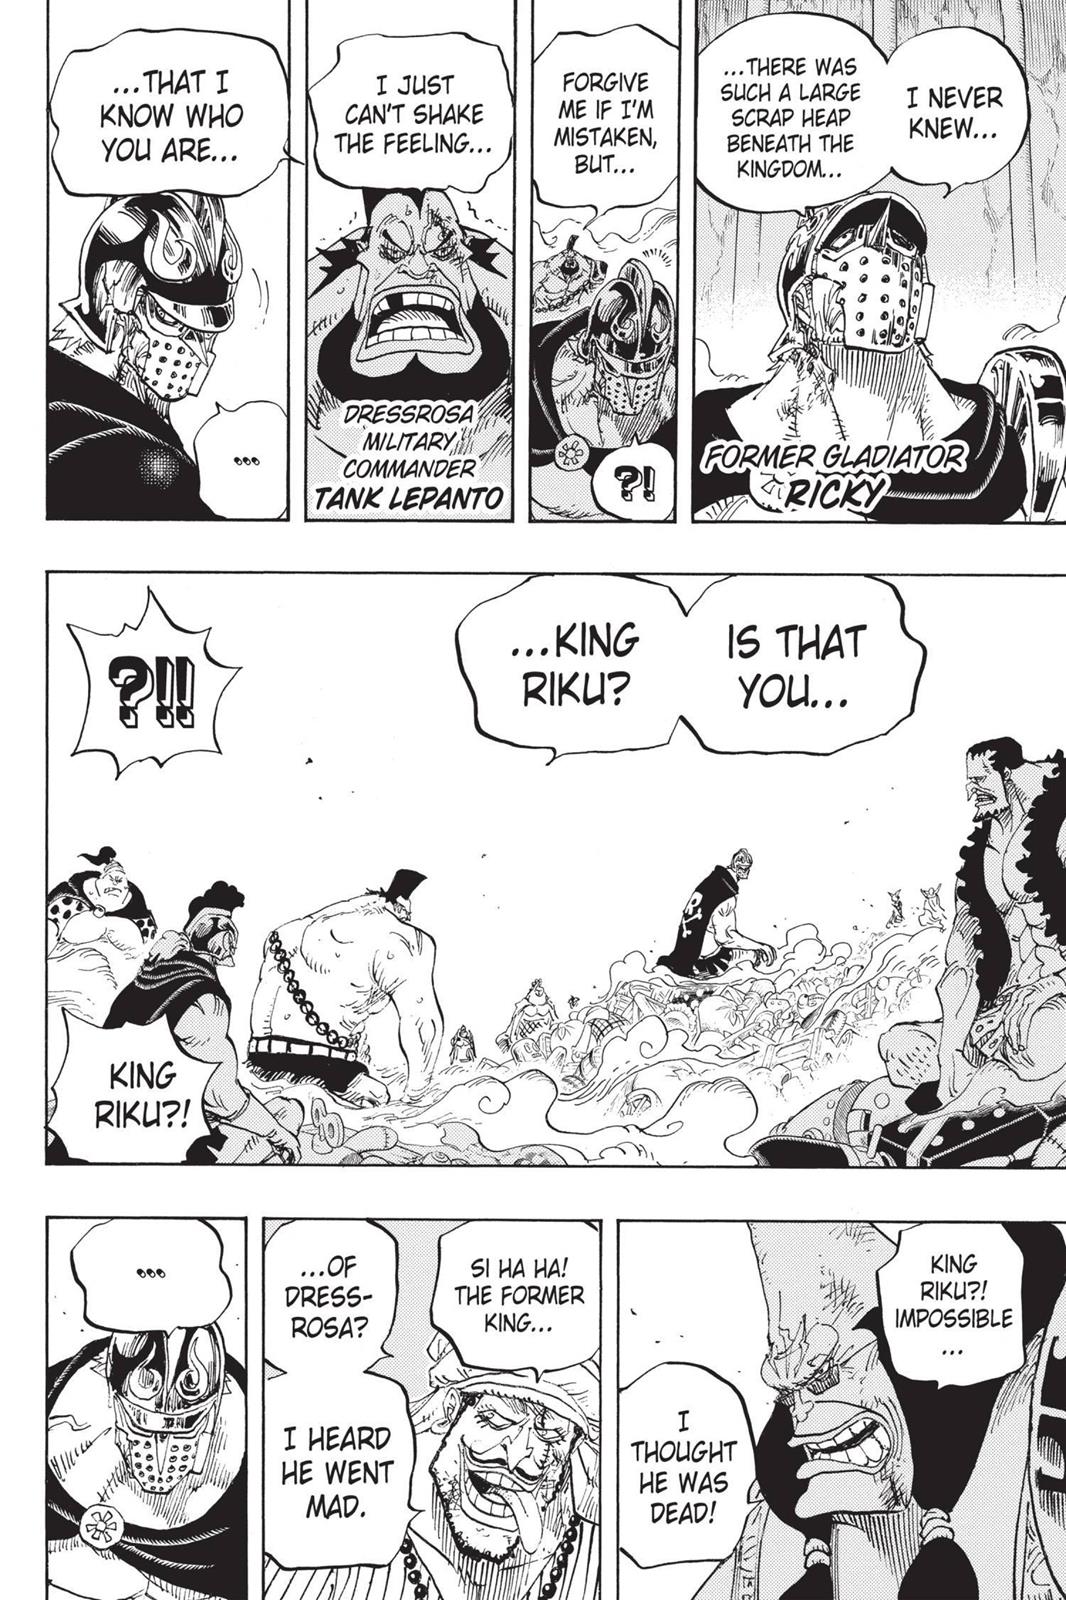 I NEVER
KNEW...
...THERE WAS
SUCH A LARGE
SCRAP HEAP
BENEATH THE
KINGDOM...
FORMER GLADIATOR
RICKY
FORGIVE
ME IF I'M
MISTAKEN,
BUT...
?!
I JUST
CAN'T SHAKE
THE FEELING...
DRESSROSA
MILITARY
COMMANDER
TANK LEPANTO
...THAT I
KNOW WHO
YOU ARE...
...
IS THAT
YOU...
...KING
RIKU?
?!!
KING
RIKU?!
KING
RIKU?!
IMPOSSIBLE
...
I
THOUGHT
HE WAS
DEAD!
SI HA HA!
THE FORMER
KING...
...OF
DRESS-
ROSA?
I HEARD
HE WENT
MAD.
...